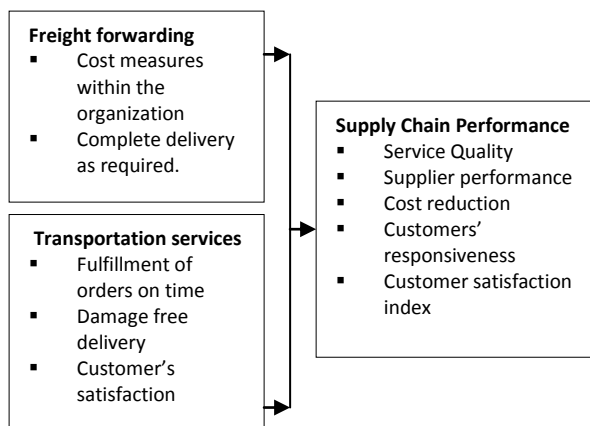 Freight forwarding
▪ Cost measures
within the
organization
▪ Complete delivery
as required.
Transportation services
▪ Fulfillment of
orders on time
▪ Damage free
delivery
▪ Customer’s
satisfaction
Supply Chain Performance
▪ Service Quality
▪ Supplier performance
▪ Cost reduction
▪ Customers’
responsiveness
▪ Customer satisfaction
index